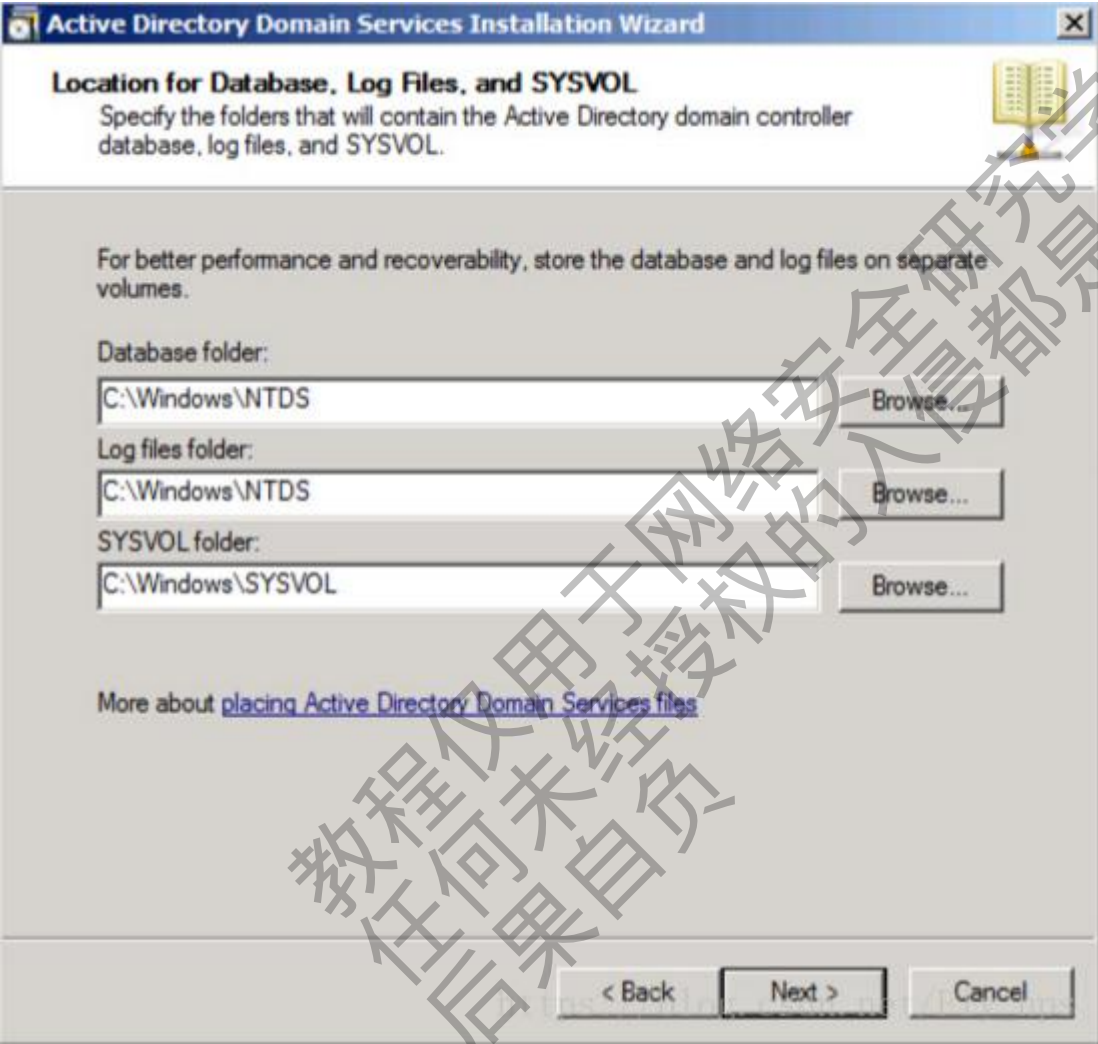 Active Directory Domain Services Installation Wizard
Location for Database, Log Files, and SYSVOL
Specify the folders that will contain the Active Directory domain controller
database, log files, and SYSVOL.
For better performance and recoverability, store the database and log files on separate
volumes.
Database folder:
C:\Windows\NTDS
Browse...
Log files folder:
C:\Windows\NTDS
Browse...
SYSVOL folder:
C:\Windows\SYSVOL
Browse...
More about placing Active Directory Domain Services files
教程仅用于网络安全研究学
任何未经授权的入侵都是
后果自负
< Back
Next >
Cancel